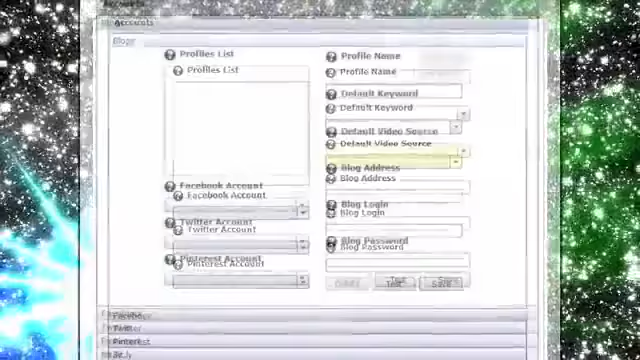 Accounts
Blogs
Profiles List
Profiles List
Facebook Account
Facebook Account
Twitter Account
Twitter Account
Pinterest Account
Pinterest Account
Profile Name
Profile Name
Default Keyword
Default Keyword
Default Video Source
Default Video Source
Blog Address
Blog Address
Blog Login
Blog Login
Blog Password
Blog Password
Test Save
Facebook
Twitter
Pinterest